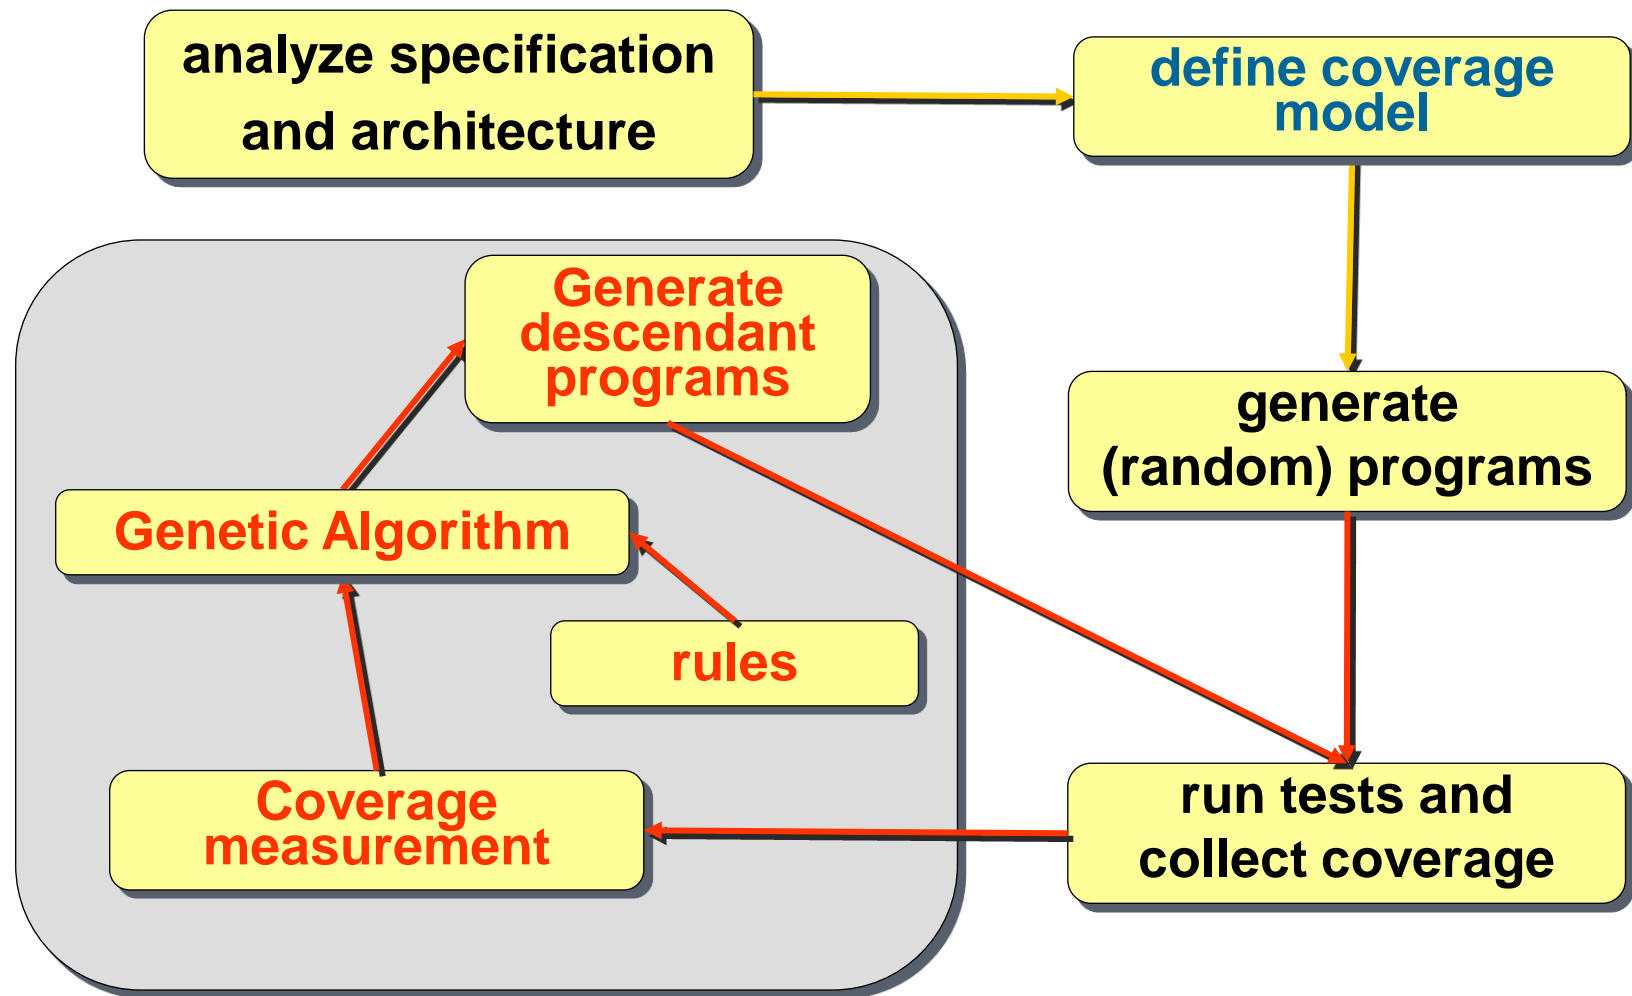 analyze specification
and architecture
define coverage
model
Generate
descendant
programs
generate
(random) programs
Genetic Algorithm
rules
Coverage
measurement
run tests and
collect coverage